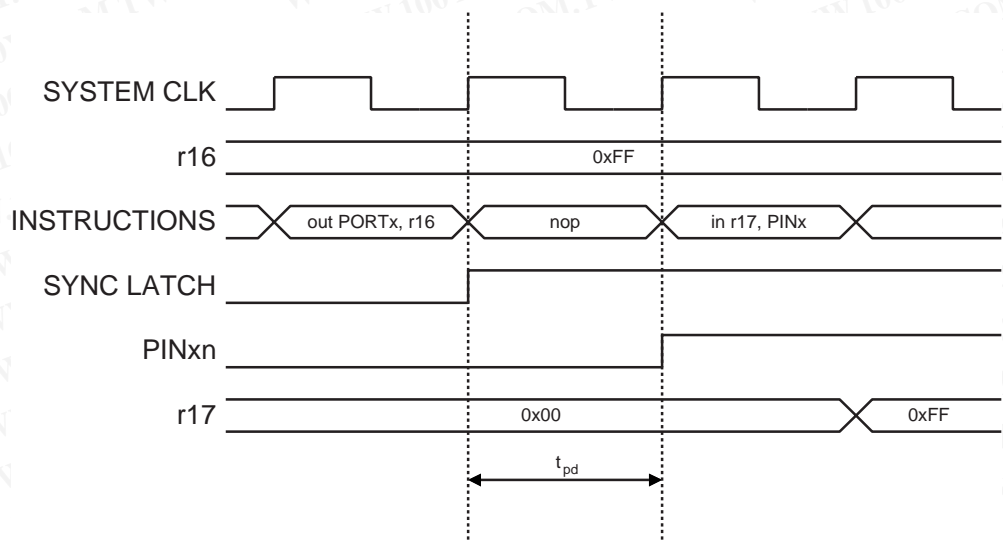 SYSTEM CLK
r16
0xFF
INSTRUCTIONS
out PORTx, r16
nop
in r17, PINx
SYNC LATCH
PINxn
r17
0x00
0xFF
tpd